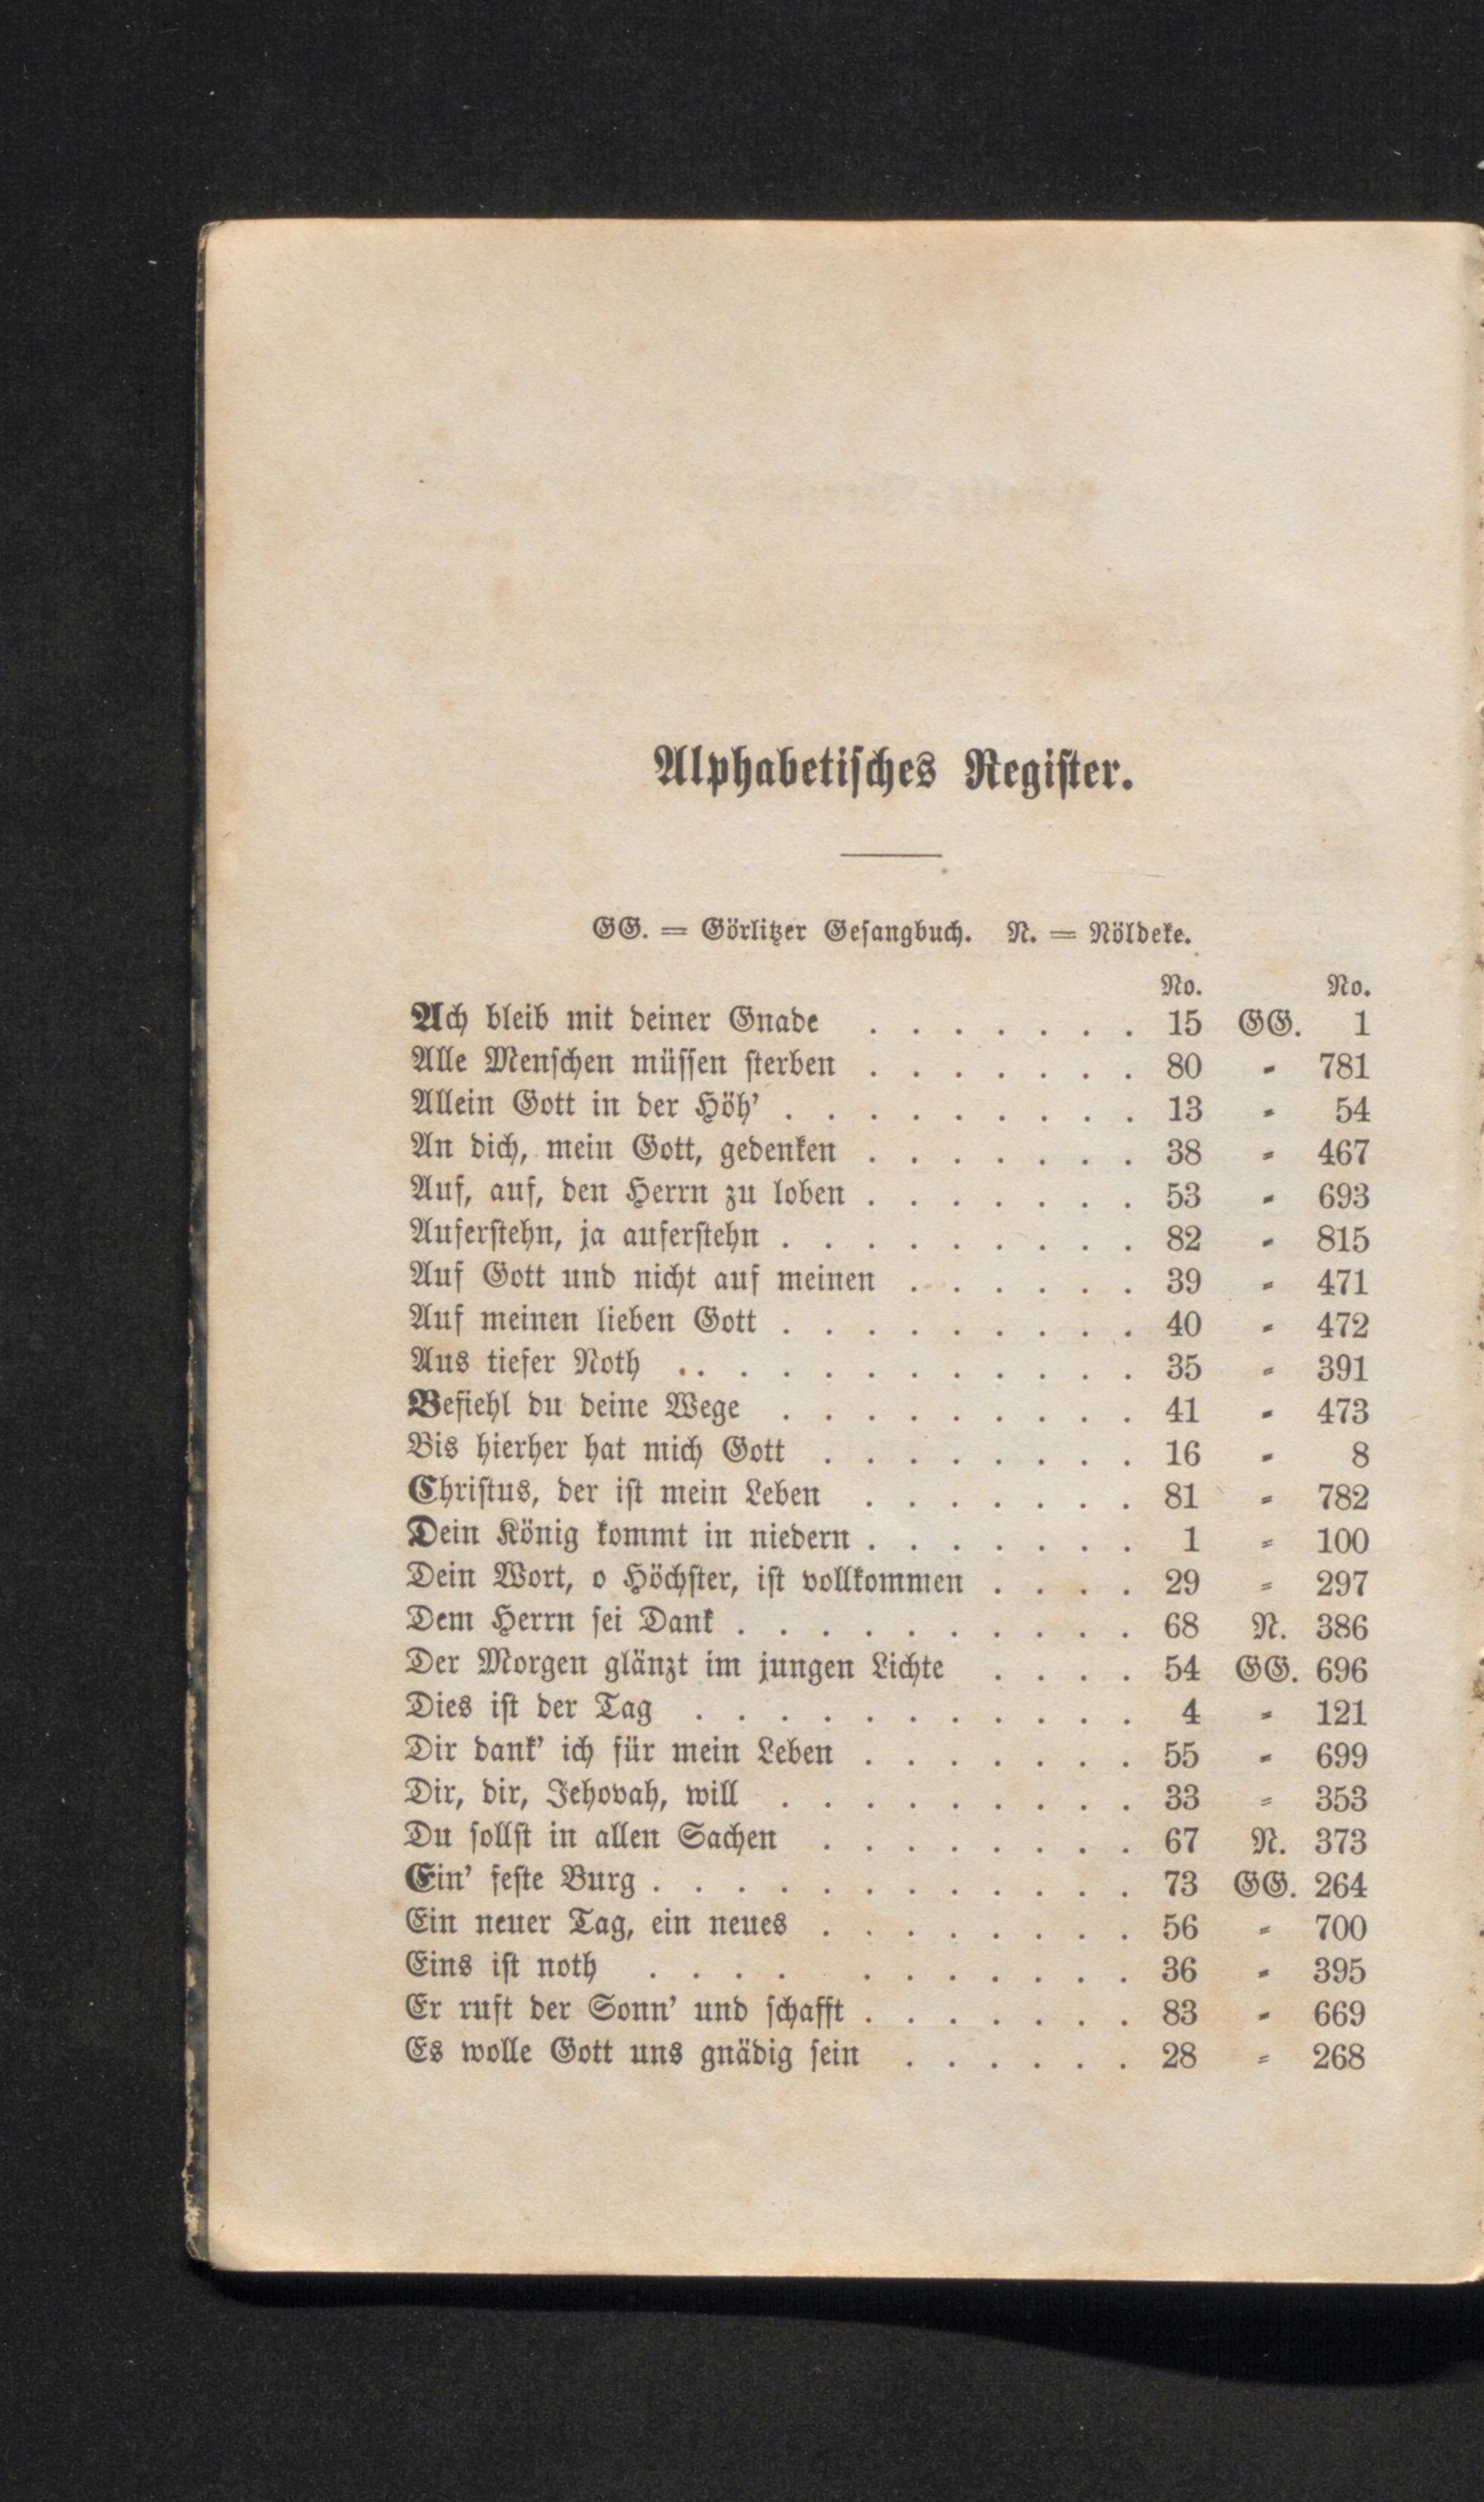 Alphabetisches Register.
GG. = Görlitzer Gesangbuch. N. = Nöldeke.
No. No.
Ach bleib mit deiner Gnade . . . . . . . 15 GG. 1
Alle Menschen müssen sterben . . . . . . . 80 = 781
Allein Gott in der Höh' . . . . . . . . . 13 = 54
An dich, mein Gott, gedenken . . . . . . . 38 = 467
Auf, auf, den Herrn zu loben . . . . . . . 53 = 693
Auferstehn, ja auferstehn . . . . . . . . . 82 = 815
Auf Gott und nicht auf meinen . . . . . . 39 = 471
Auf meinen lieben Gott . . . . . . . . . 40 = 472
Aus tiefer Noth . . . . . . . . . . . . 35 = 391
Befiehl du deine Wege . . . . . . . . . 41 = 473
Bis hierher hat mich Gott . . . . . . . . 16 = 8
Christus, der ist mein Leben . . . . . . . 81 = 782
Dein König kommt in niedern . . . . . . . 1 = 100
Dein Wort, o Höchster, ist vollkommen . . . . 29 = 297
Dem Herrn sei Dank . . . . . . . . . . 68 N. 386
Der Morgen glänzt im jungen Lichte . . . . 54 GG. 696
Dies ist der Tag . . . . . . . . . . . 4 = 121
Dir dank' ich für mein Leben . . . . . . . 55 = 699
Dir, dir, Jehovah, will . . . . . . . . . 33 = 353
Du sollst in allen Sachen . . . . . . . . 67 N. 373
Ein' feste Burg . . . . . . . . . . . . 73 GG. 264
Ein neuer Tag, ein neues . . . . . . . . 56 = 700
Eins ist noth . . . . . . . . . . . 36 = 395
Er ruft der Sonn' und schafft . . . . . . . 83 = 669
Es wolle Gott uns gnädig sein . . . . . . 28 = 268